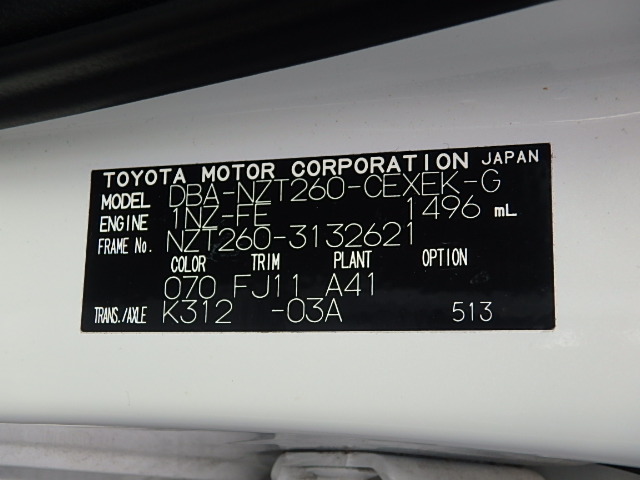 TOYOTA MOTOR CORPORATION JAPAN
MODEL DBA-NZT260-CEXEK-G
ENGINE 1NZ-FE 1496 mL
FRAME No. NZT260-3132621
COLOR TRIM PLANT OPTION
070 FJ11 A41
TRANS./AXLE K312 -03A 513